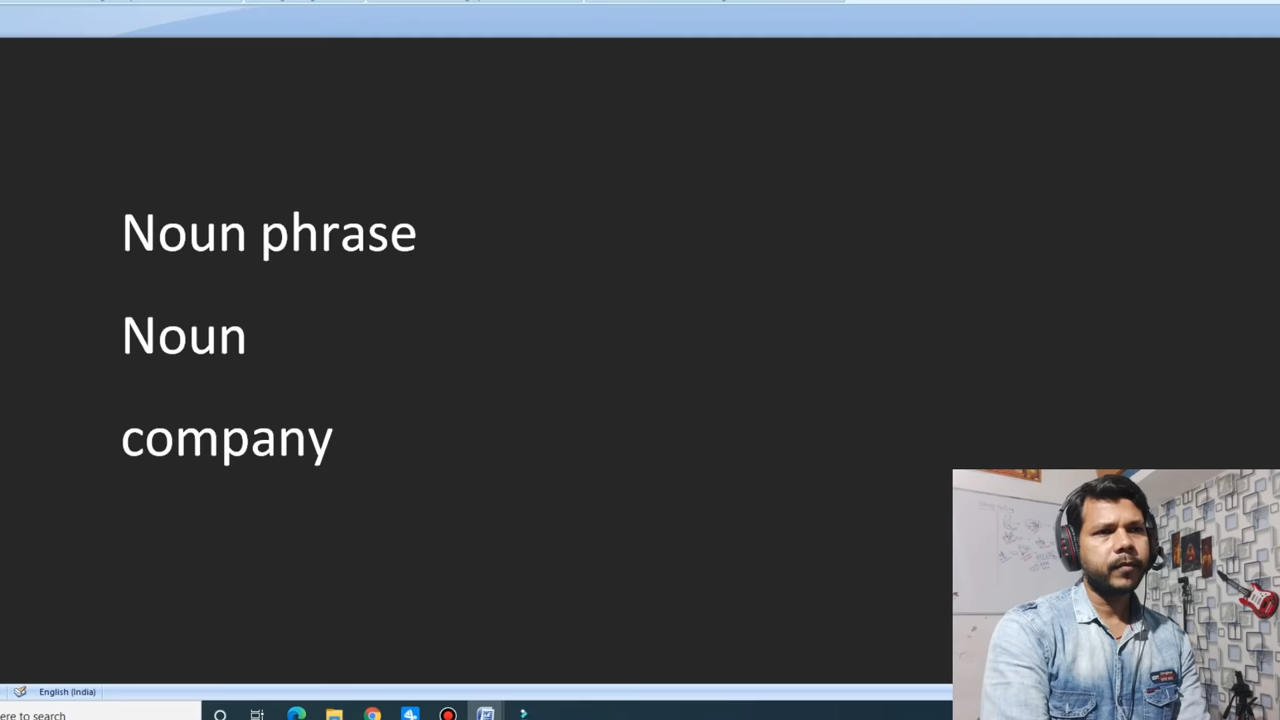 Noun phrase
Noun
company
English (India)
ere to search